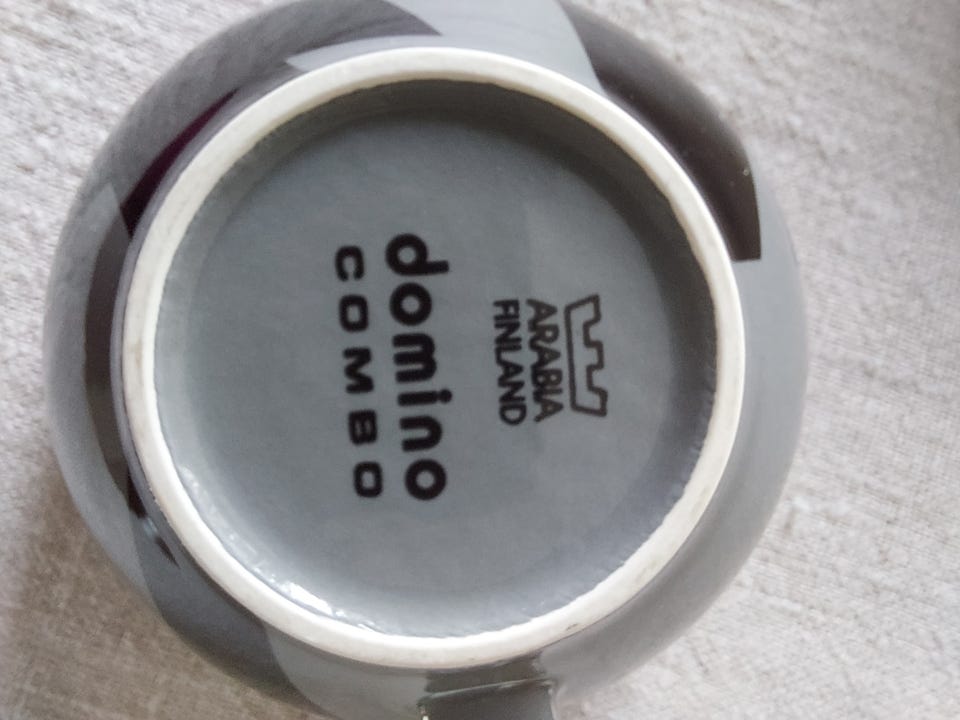 ARABIA
FINLAND
domino
COMBO